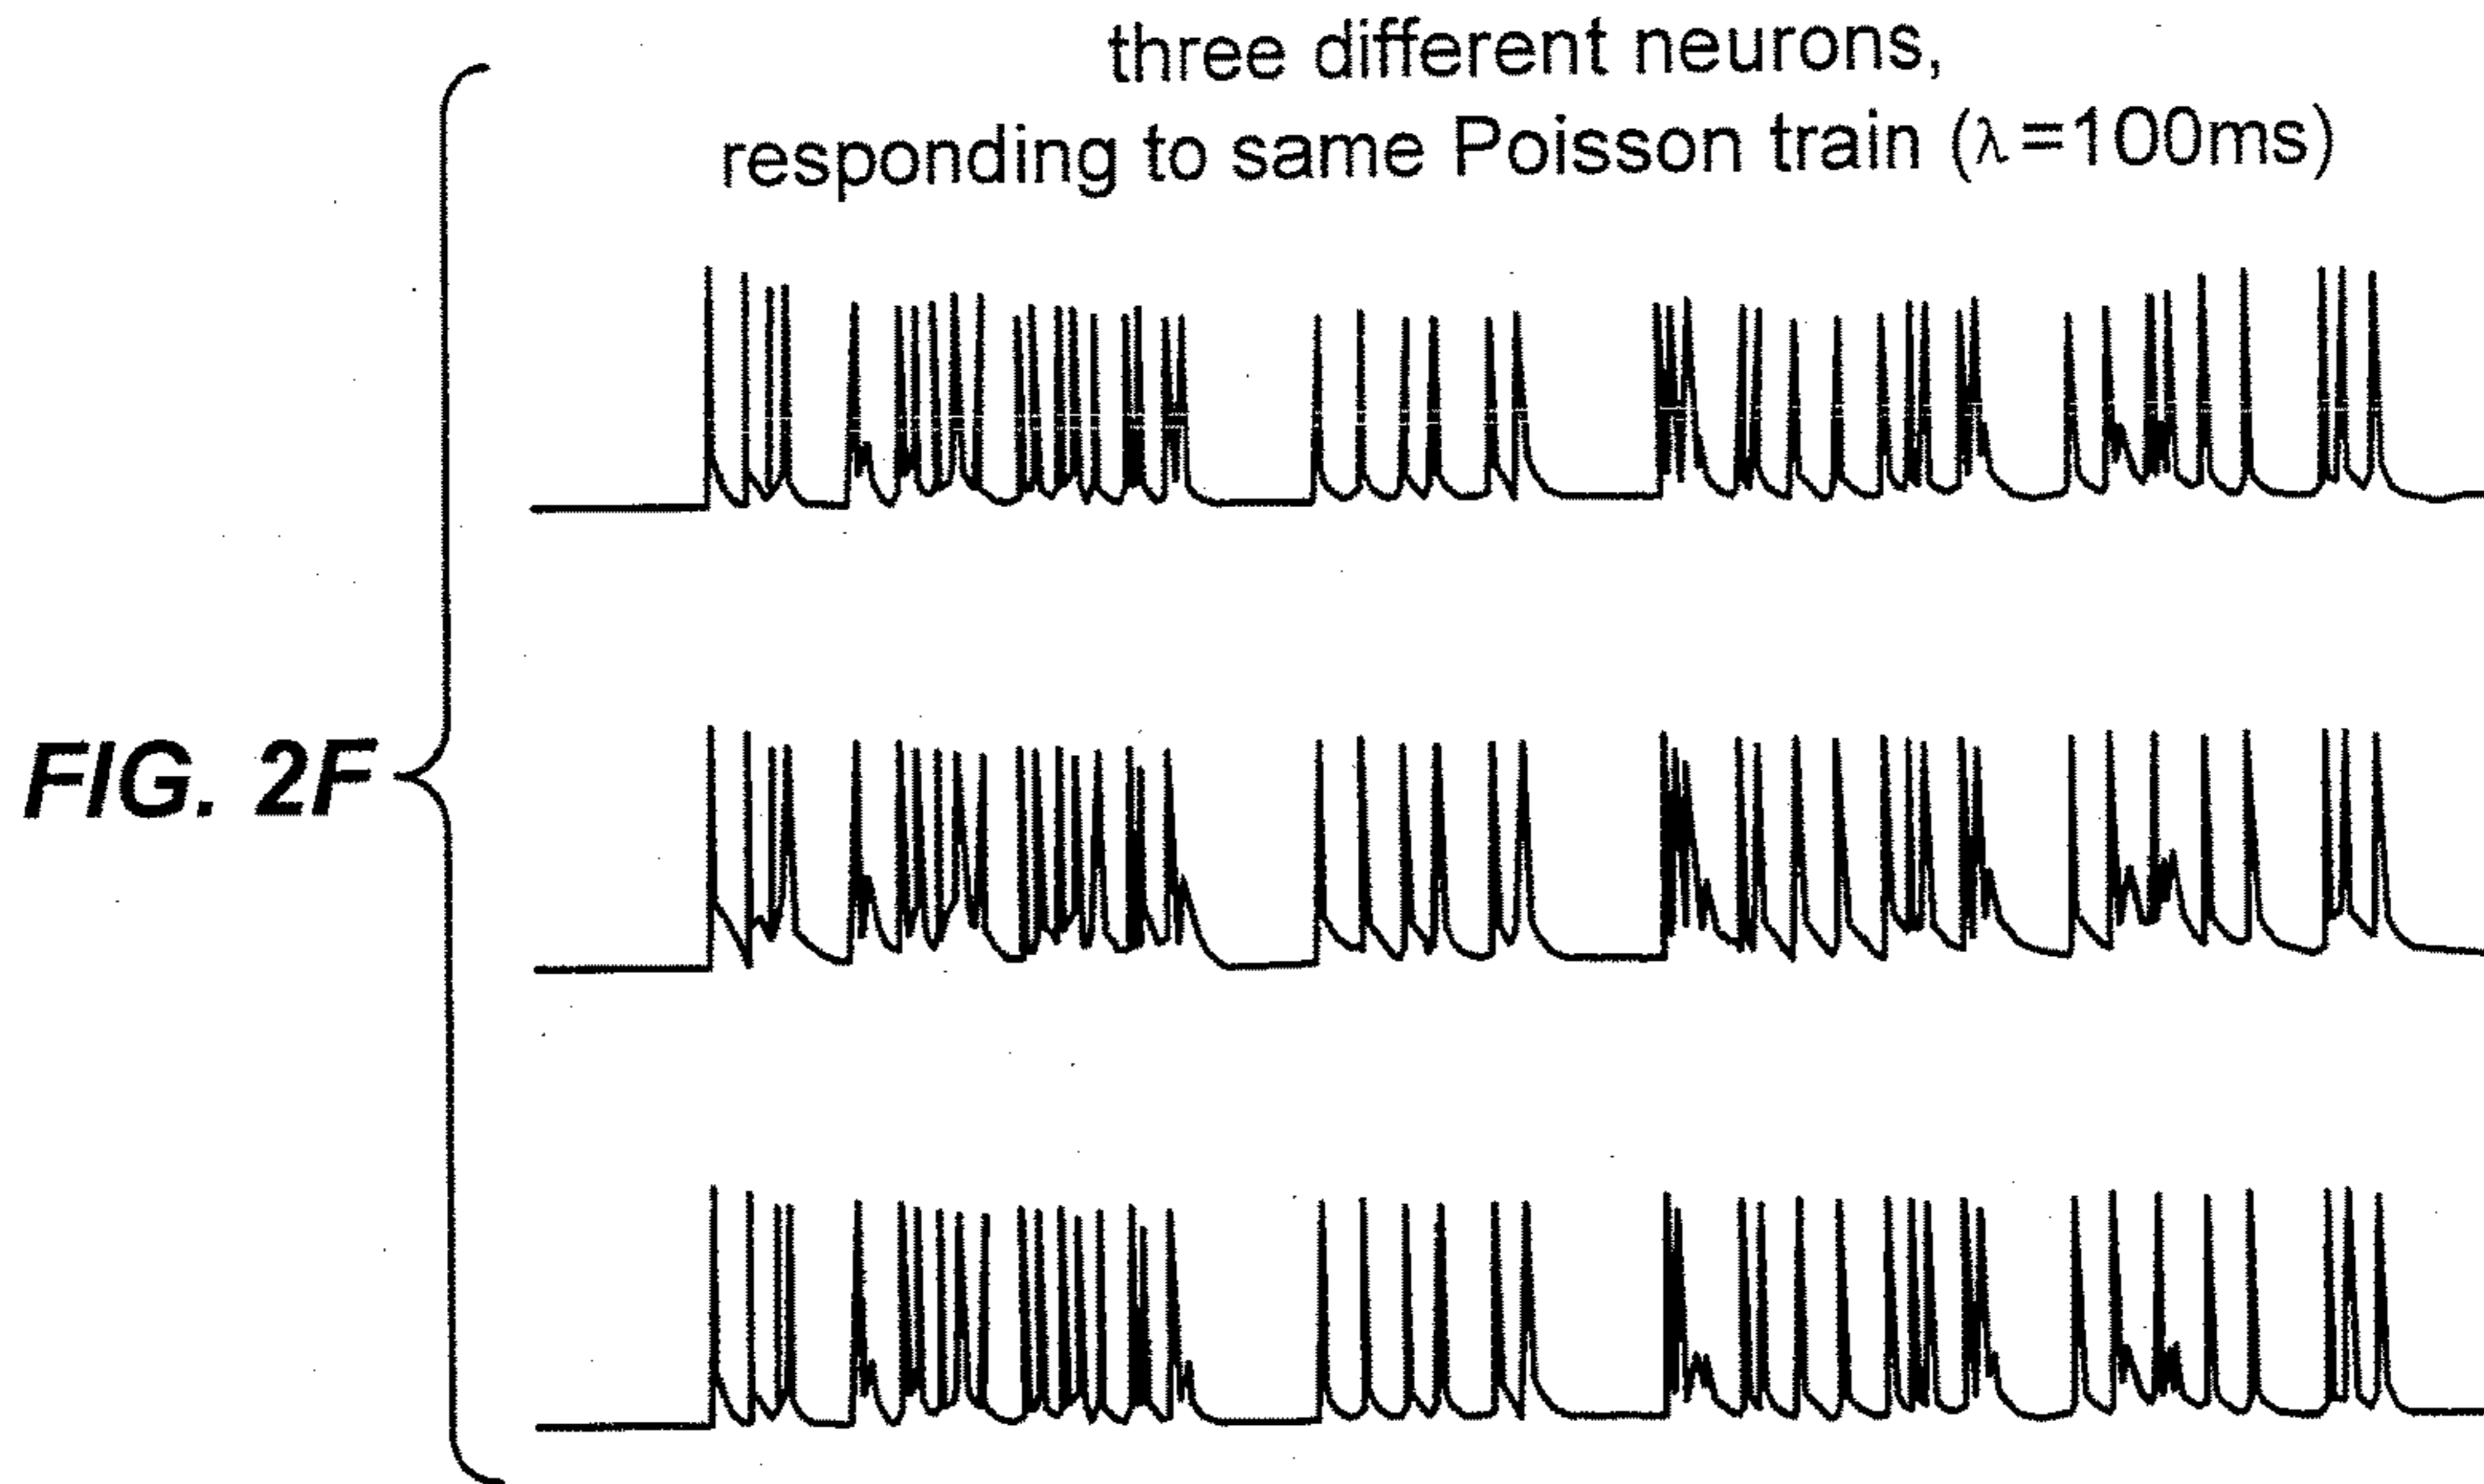 three different neurons,
responding to same Poisson train (λ=100ms)
FIG. 2F